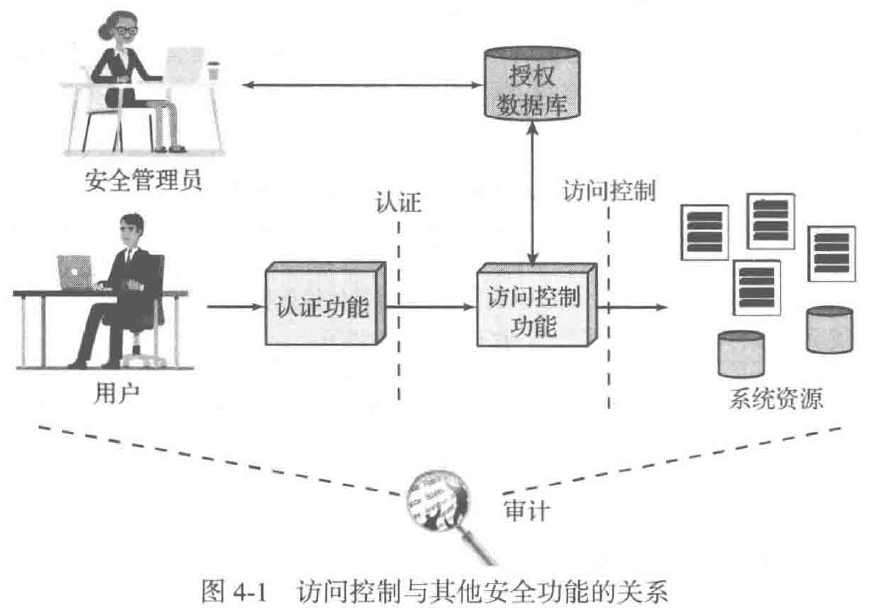 授权
数据库
安全管理员
认证
访问控制
认证功能
访问控制
功能
用户
系统资源
审计
图 4-1 访问控制与其他安全功能的关系